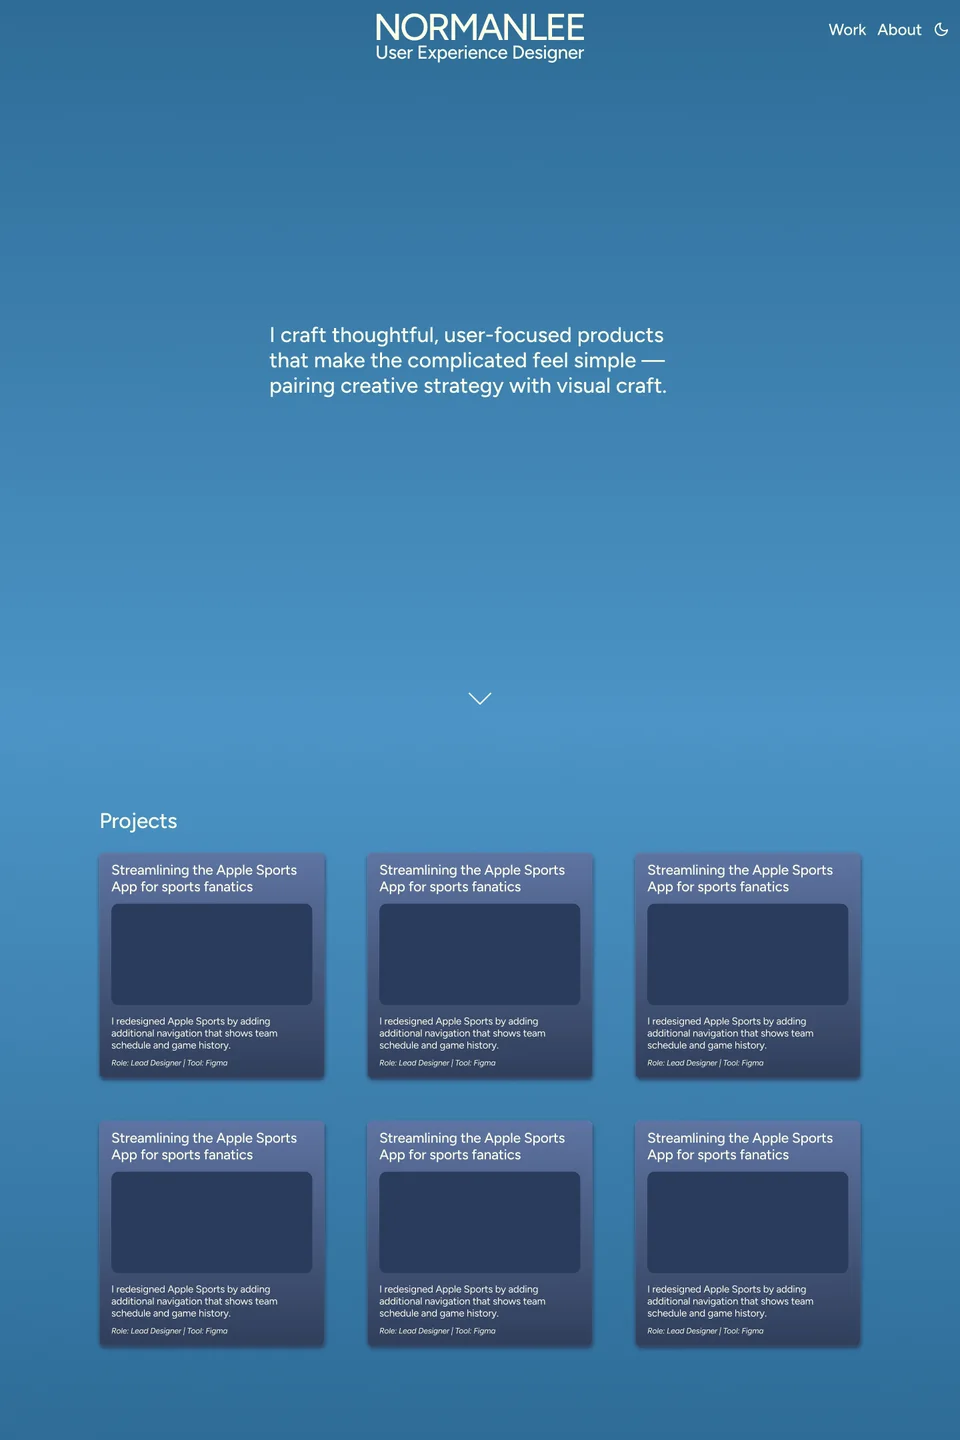 NORMANLEE
User Experience Designer
Work About
I craft thoughtful, user-focused products
that make the complicated feel simple —
pairing creative strategy with visual craft.
Projects
Streamlining the Apple Sports
App for sports fanatics
I redesigned Apple Sports by adding
additional navigation that shows team
schedule and game history.
Role: Lead Designer | Tool: Figma
Streamlining the Apple Sports
App for sports fanatics
I redesigned Apple Sports by adding
additional navigation that shows team
schedule and game history.
Role: Lead Designer | Tool: Figma
Streamlining the Apple Sports
App for sports fanatics
I redesigned Apple Sports by adding
additional navigation that shows team
schedule and game history.
Role: Lead Designer | Tool: Figma
Streamlining the Apple Sports
App for sports fanatics
I redesigned Apple Sports by adding
additional navigation that shows team
schedule and game history.
Role: Lead Designer | Tool: Figma
Streamlining the Apple Sports
App for sports fanatics
I redesigned Apple Sports by adding
additional navigation that shows team
schedule and game history.
Role: Lead Designer | Tool: Figma
Streamlining the Apple Sports
App for sports fanatics
I redesigned Apple Sports by adding
additional navigation that shows team
schedule and game history.
Role: Lead Designer | Tool: Figma